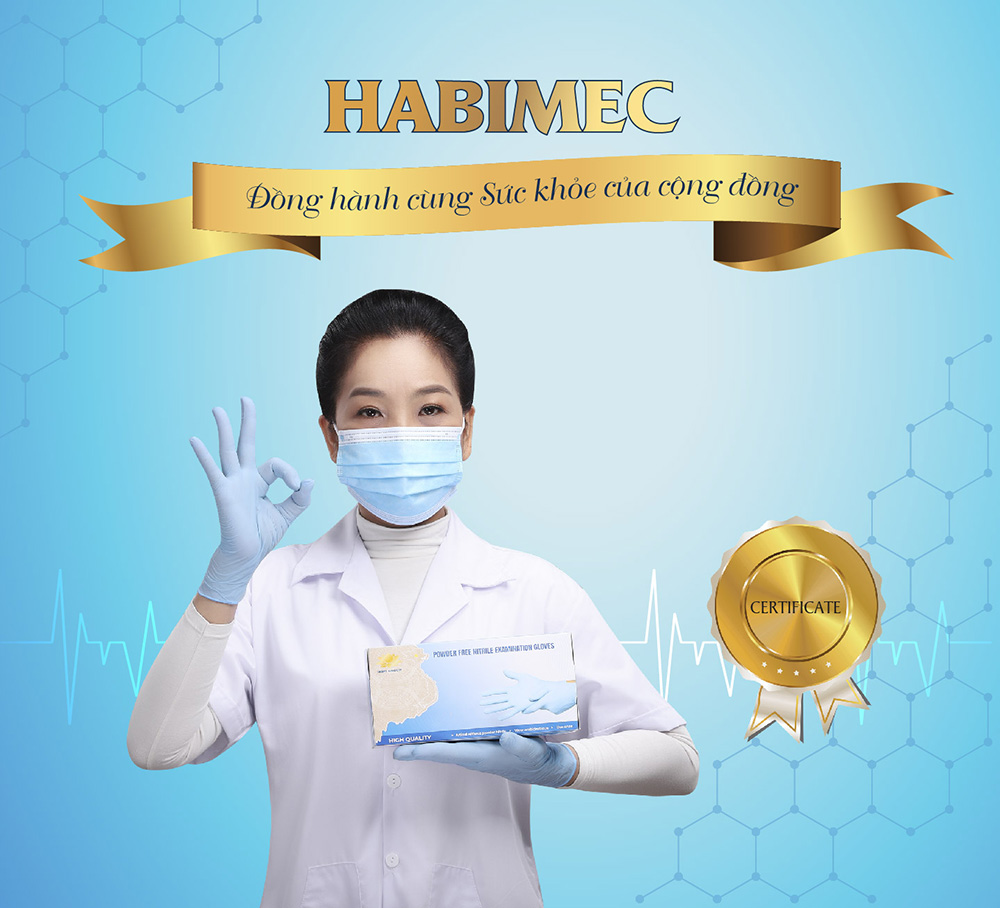 HABIMEC
Đồng hành cùng Sức khỏe của cộng đồng
CERTIFICATE
POWDER FREE NITRILE EXAMINATION GLOVES
HIGH QUALITY